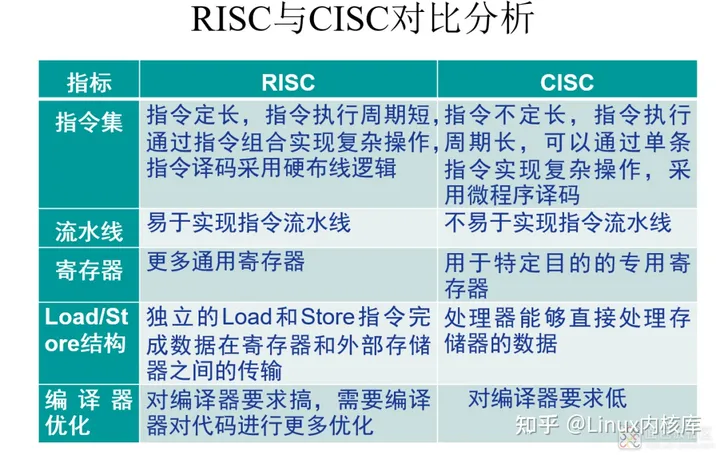 RISC与CISC对比分析
指标
RISC
CISC
指令集
指令定长，指令执行周期短，
通过指令组合实现复杂操作，
指令译码采用硬布线逻辑
指令不定长，指令执行
周期长，可以通过单条
指令实现复杂操作，采
用微程序译码
流水线
易于实现指令流水线
不易于实现指令流水线
寄存器
更多通用寄存器
用于特定目的的专用寄
存器
Load/St
ore结构
独立的Load和Store指令完
成数据在寄存器和外部存储
器之间的传输
处理器能够直接处理存
储器的数据
编译器
优化
对编译器要求搞，需要编译
器对代码进行更多优化
对编译器要求低
知乎 @Linux内核库